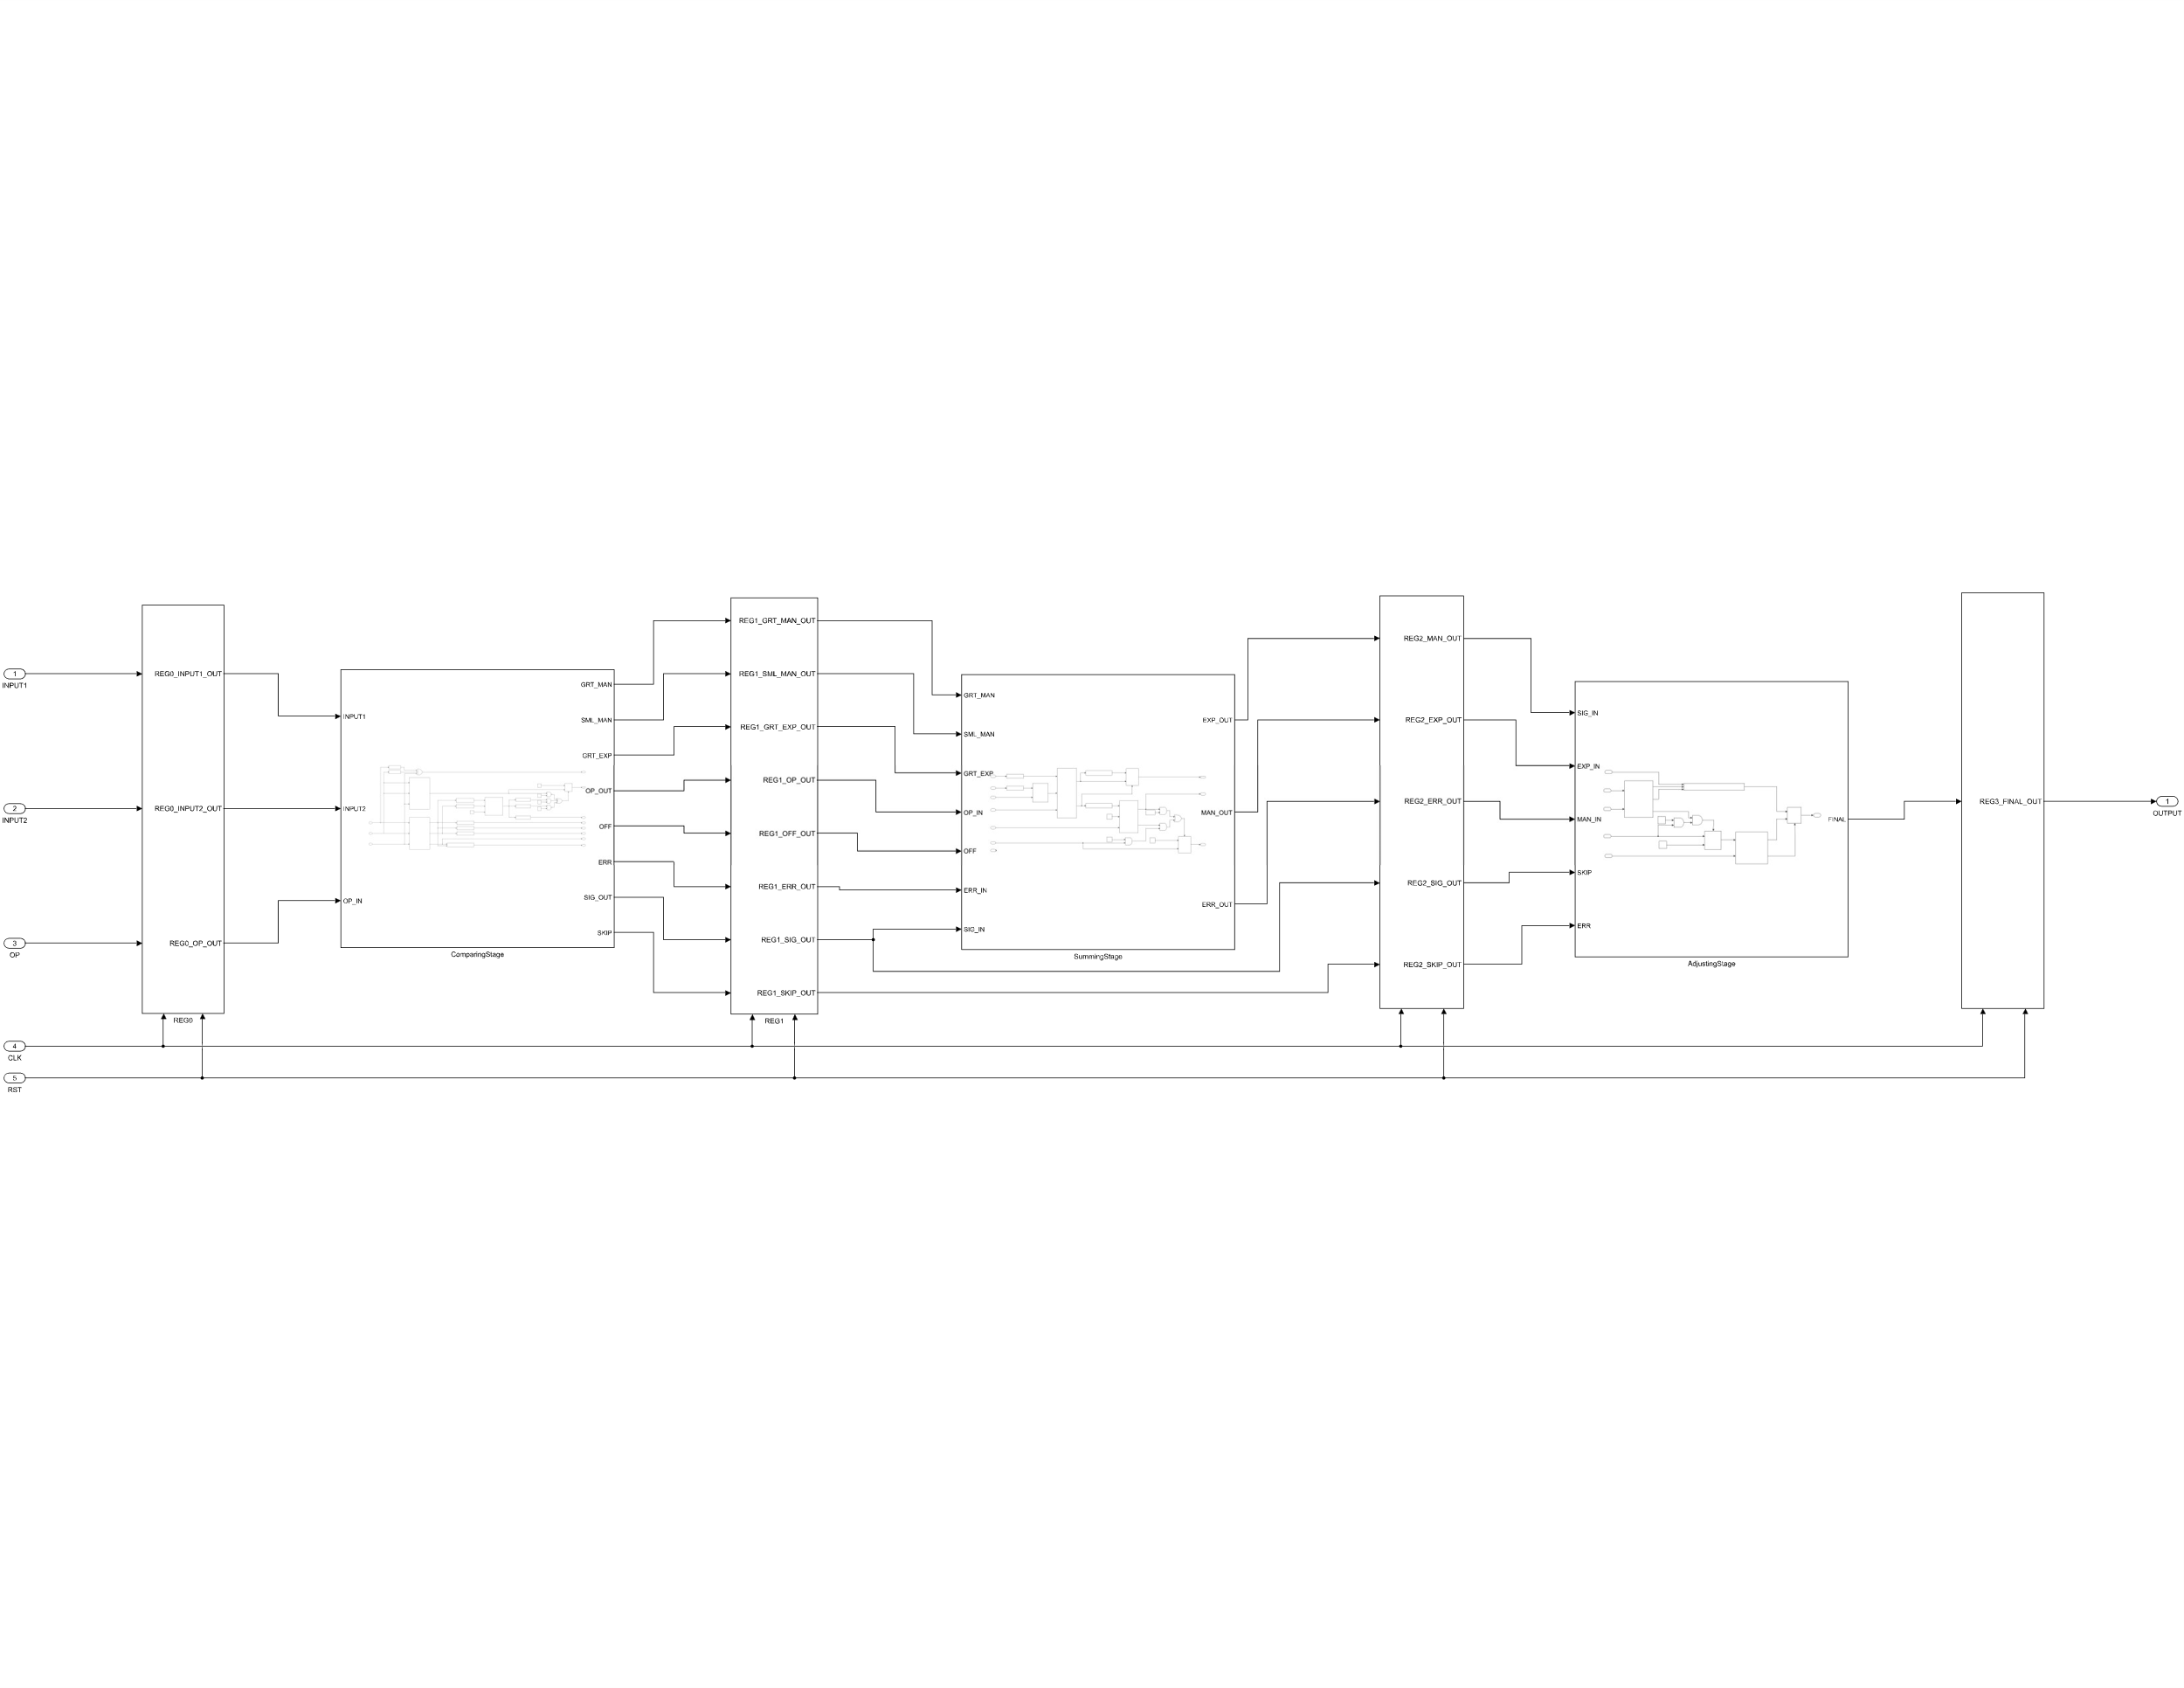 1
INPUT1
2
INPUT2
3
OP
4
CLK
5
RST
REG0_INPUT1_OUT
REG0_INPUT2_OUT
REG0_OP_OUT
REG0
INPUT1
INPUT2
OP_IN
GRT_MAN
SML_MAN
GRT_EXP
OP_OUT
OFF
ERR
SIG_OUT
SKIP
ComparingStage
REG1_GRT_MAN_OUT
REG1_SML_MAN_OUT
REG1_GRT_EXP_OUT
REG1_OP_OUT
REG1_OFF_OUT
REG1_ERR_OUT
REG1_SIG_OUT
REG1_SKIP_OUT
REG1
GRT_MAN
SML_MAN
GRT_EXP
OP_IN
OFF
ERR_IN
SIG_IN
EXP_OUT
MAN_OUT
ERR_OUT
SummingStage
REG2_MAN_OUT
REG2_EXP_OUT
REG2_ERR_OUT
REG2_SIG_OUT
REG2_SKIP_OUT
SIG_IN
EXP_IN
MAN_IN
SKIP
ERR
FINAL
AdjustingStage
REG3_FINAL_OUT
1
OUTPUT